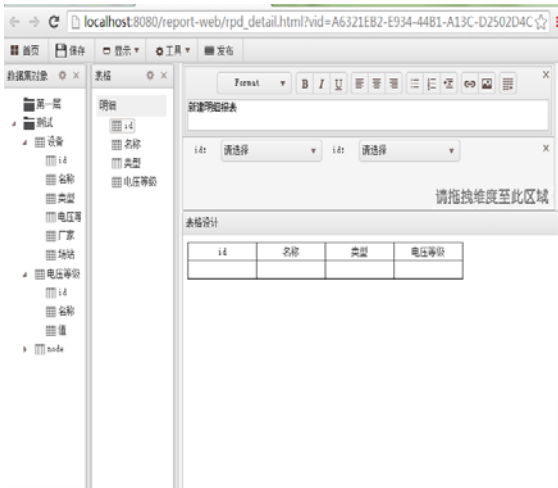 localhost:8080/report-web/rpd_detail.html?vid=A6321EB2-E934-44B1-A13C-D2502D4C
首页 保存 显示 工具 发布
数据集对象
第一层
测试
设备
id
名称
类型
电压等
厂家
场站
电压等级
id
名称
值
node
表格
明细
id
名称
类型
电压等级
Format B I U
新建明细报表
id: 请选择 id: 请选择
请拖拽维度至此区域
表格设计
id 名称 类型 电压等级